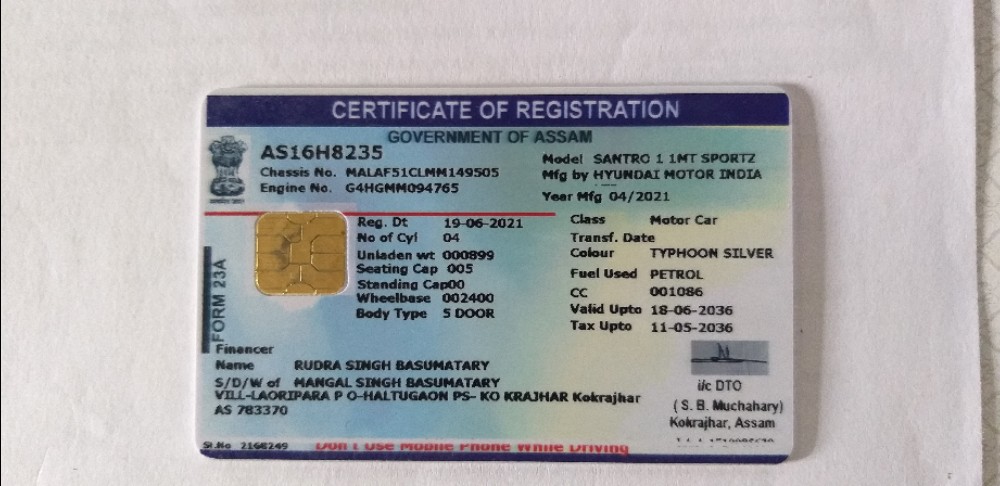 CERTIFICATE OF REGISTRATION
GOVERNMENT OF ASSAM
AS16H8235
Chassis No. MALAF51CLMM149505
Engine No. G4HGMM094765
Model SANTRO 1 1MT SPORTZ
Mfg by HYUNDAI MOTOR INDIA
Year Mfg 04/2021
Reg. Dt 19-06-2021
No of Cyl 04
Unladen wt 000899
Seating Cap 005
Standing Cap00
Wheelbase 002400
Body Type 5 DOOR
Class Motor Car
Transf. Date
Colour TYPHOON SILVER
Fuel Used PETROL
CC 001086
Valid Upto 18-06-2036
Tax Upto 11-05-2036
FORM 23A
Financer
Name RUDRA SINGH BASUMATARY
S/D/W of MANGAL SINGH BASUMATARY
VILL-LAORIPARA P O-HALTUGAON PS- KO KRAJHAR Kokrajhar
AS 783370
i/c DTO
( S. B. Muchahary)
Kokrajhar, Assam
Sl.No 2168249
Don't Use Mobile Phone While Driving